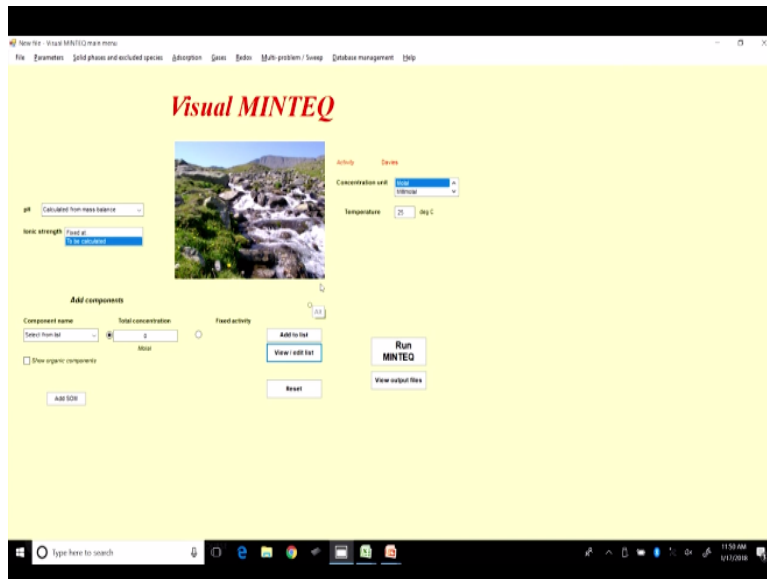 New file - Visual MINTEQ main menu
File Parameters Solid phases and excluded species Adsorption Gases Redox Multi-problem / Sweep Database management Help
Visual MINTEQ
Activity Davies
Concentration unit Molal
Millimolal
pH Calculated from mass balance
Temperature 25 deg C
Ionic strength Fixed at
To be calculated
Add components
Alt
Component name Total concentration Fixed activity
Select from list 0 Add to list
Molal
Show organic components
View / edit list
Run
MINTEQ
View output files
Reset
Add SOM
Type here to search
11:50 AM
1/17/2018